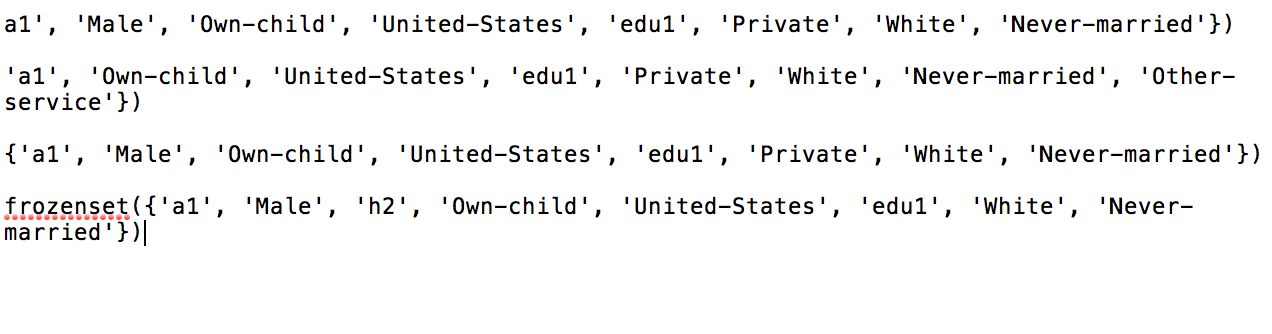 a1', 'Male', 'Own-child', 'United-States', 'edu1', 'Private', 'White', 'Never-married'})
'a1', 'Own-child', 'United-States', 'edu1', 'Private', 'White', 'Never-married', 'Other-
service'})
{'a1', 'Male', 'Own-child', 'United-States', 'edu1', 'Private', 'White', 'Never-married'})
frozenset({'a1', 'Male', 'h2', 'Own-child', 'United-States', 'edu1', 'White', 'Never-
married'})